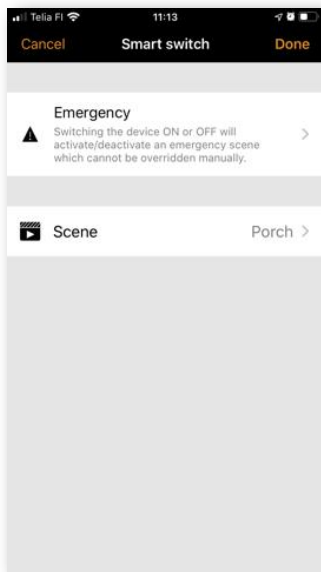 Telia FI 11:13
Cancel Smart switch Done
Emergency
Switching the device ON or OFF will
activate/deactivate an emergency scene
which cannot be overridden manually.
Scene Porch